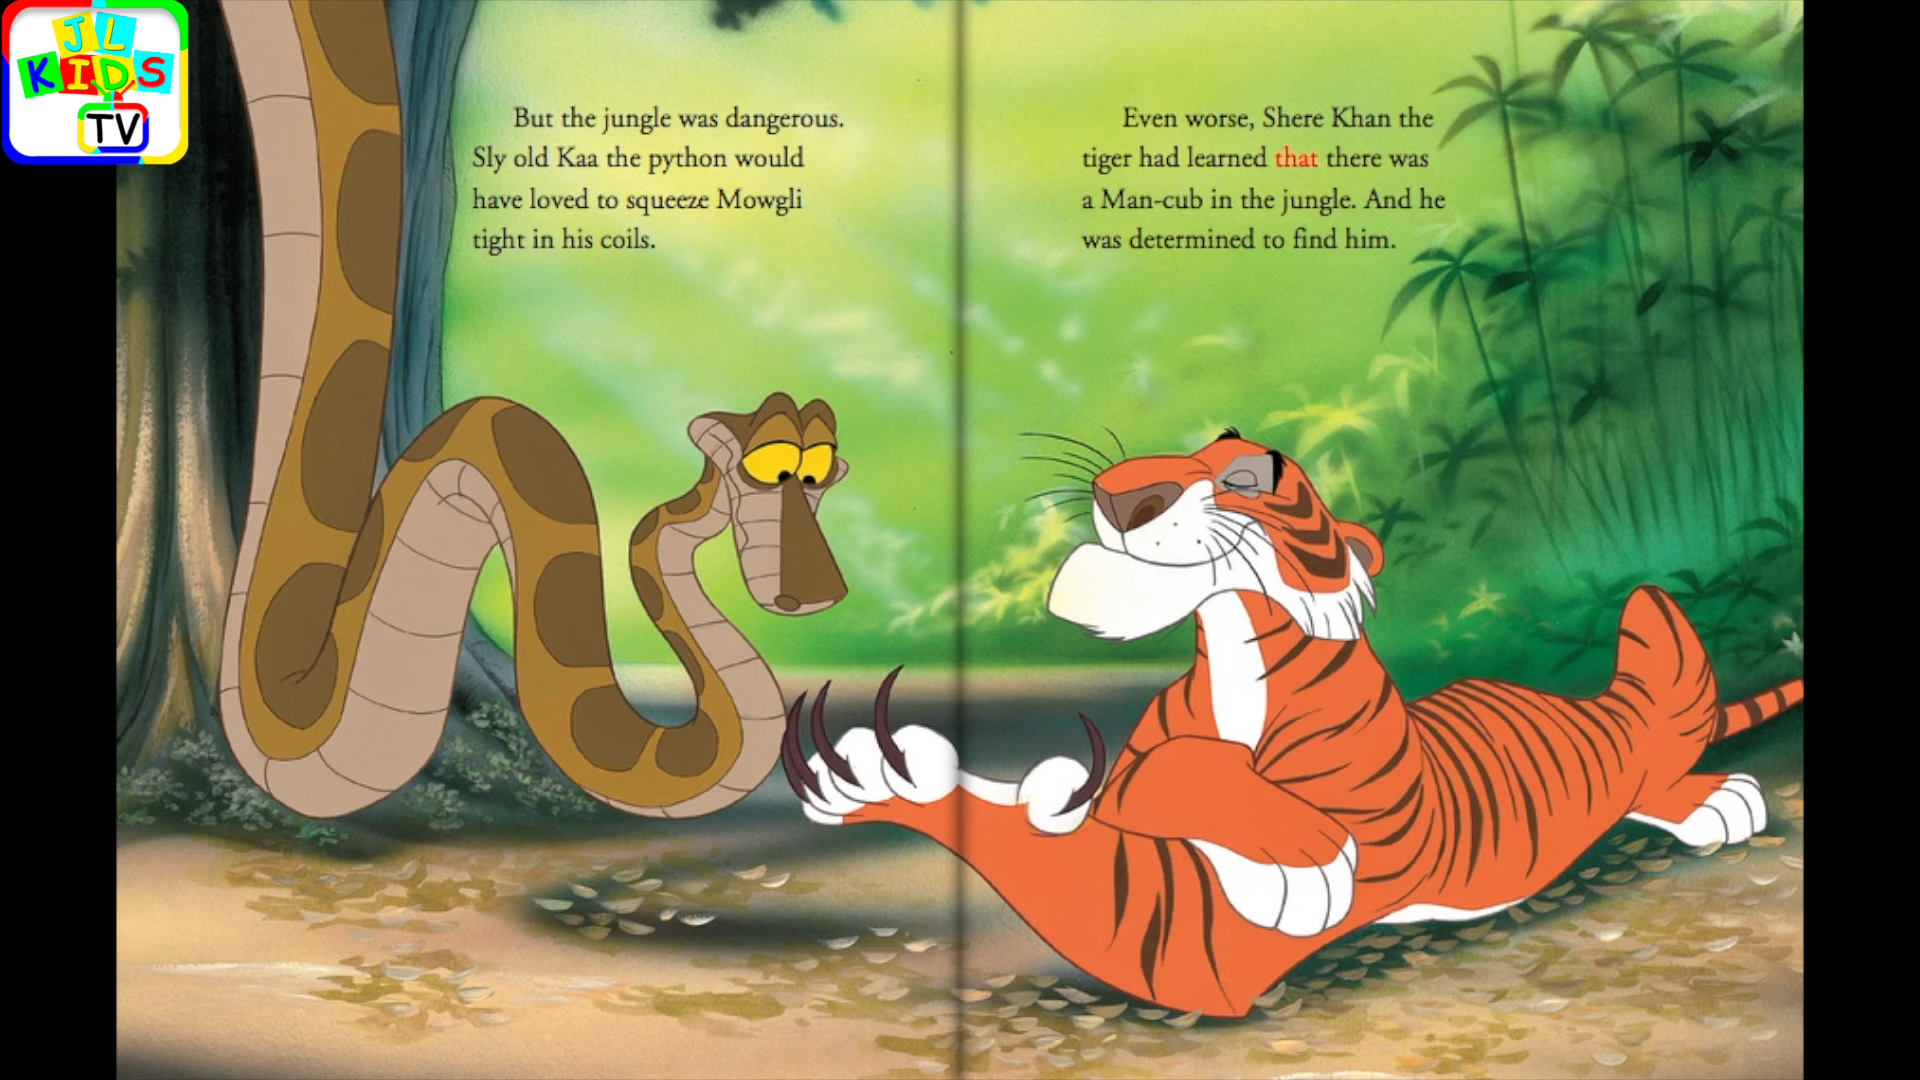 JL
KIDS
TV
But the jungle was dangerous.
Sly old Kaa the python would
have loved to squeeze Mowgli
tight in his coils.
Even worse, Shere Khan the
tiger had learned that there was
a Man-cub in the jungle. And he
was determined to find him.